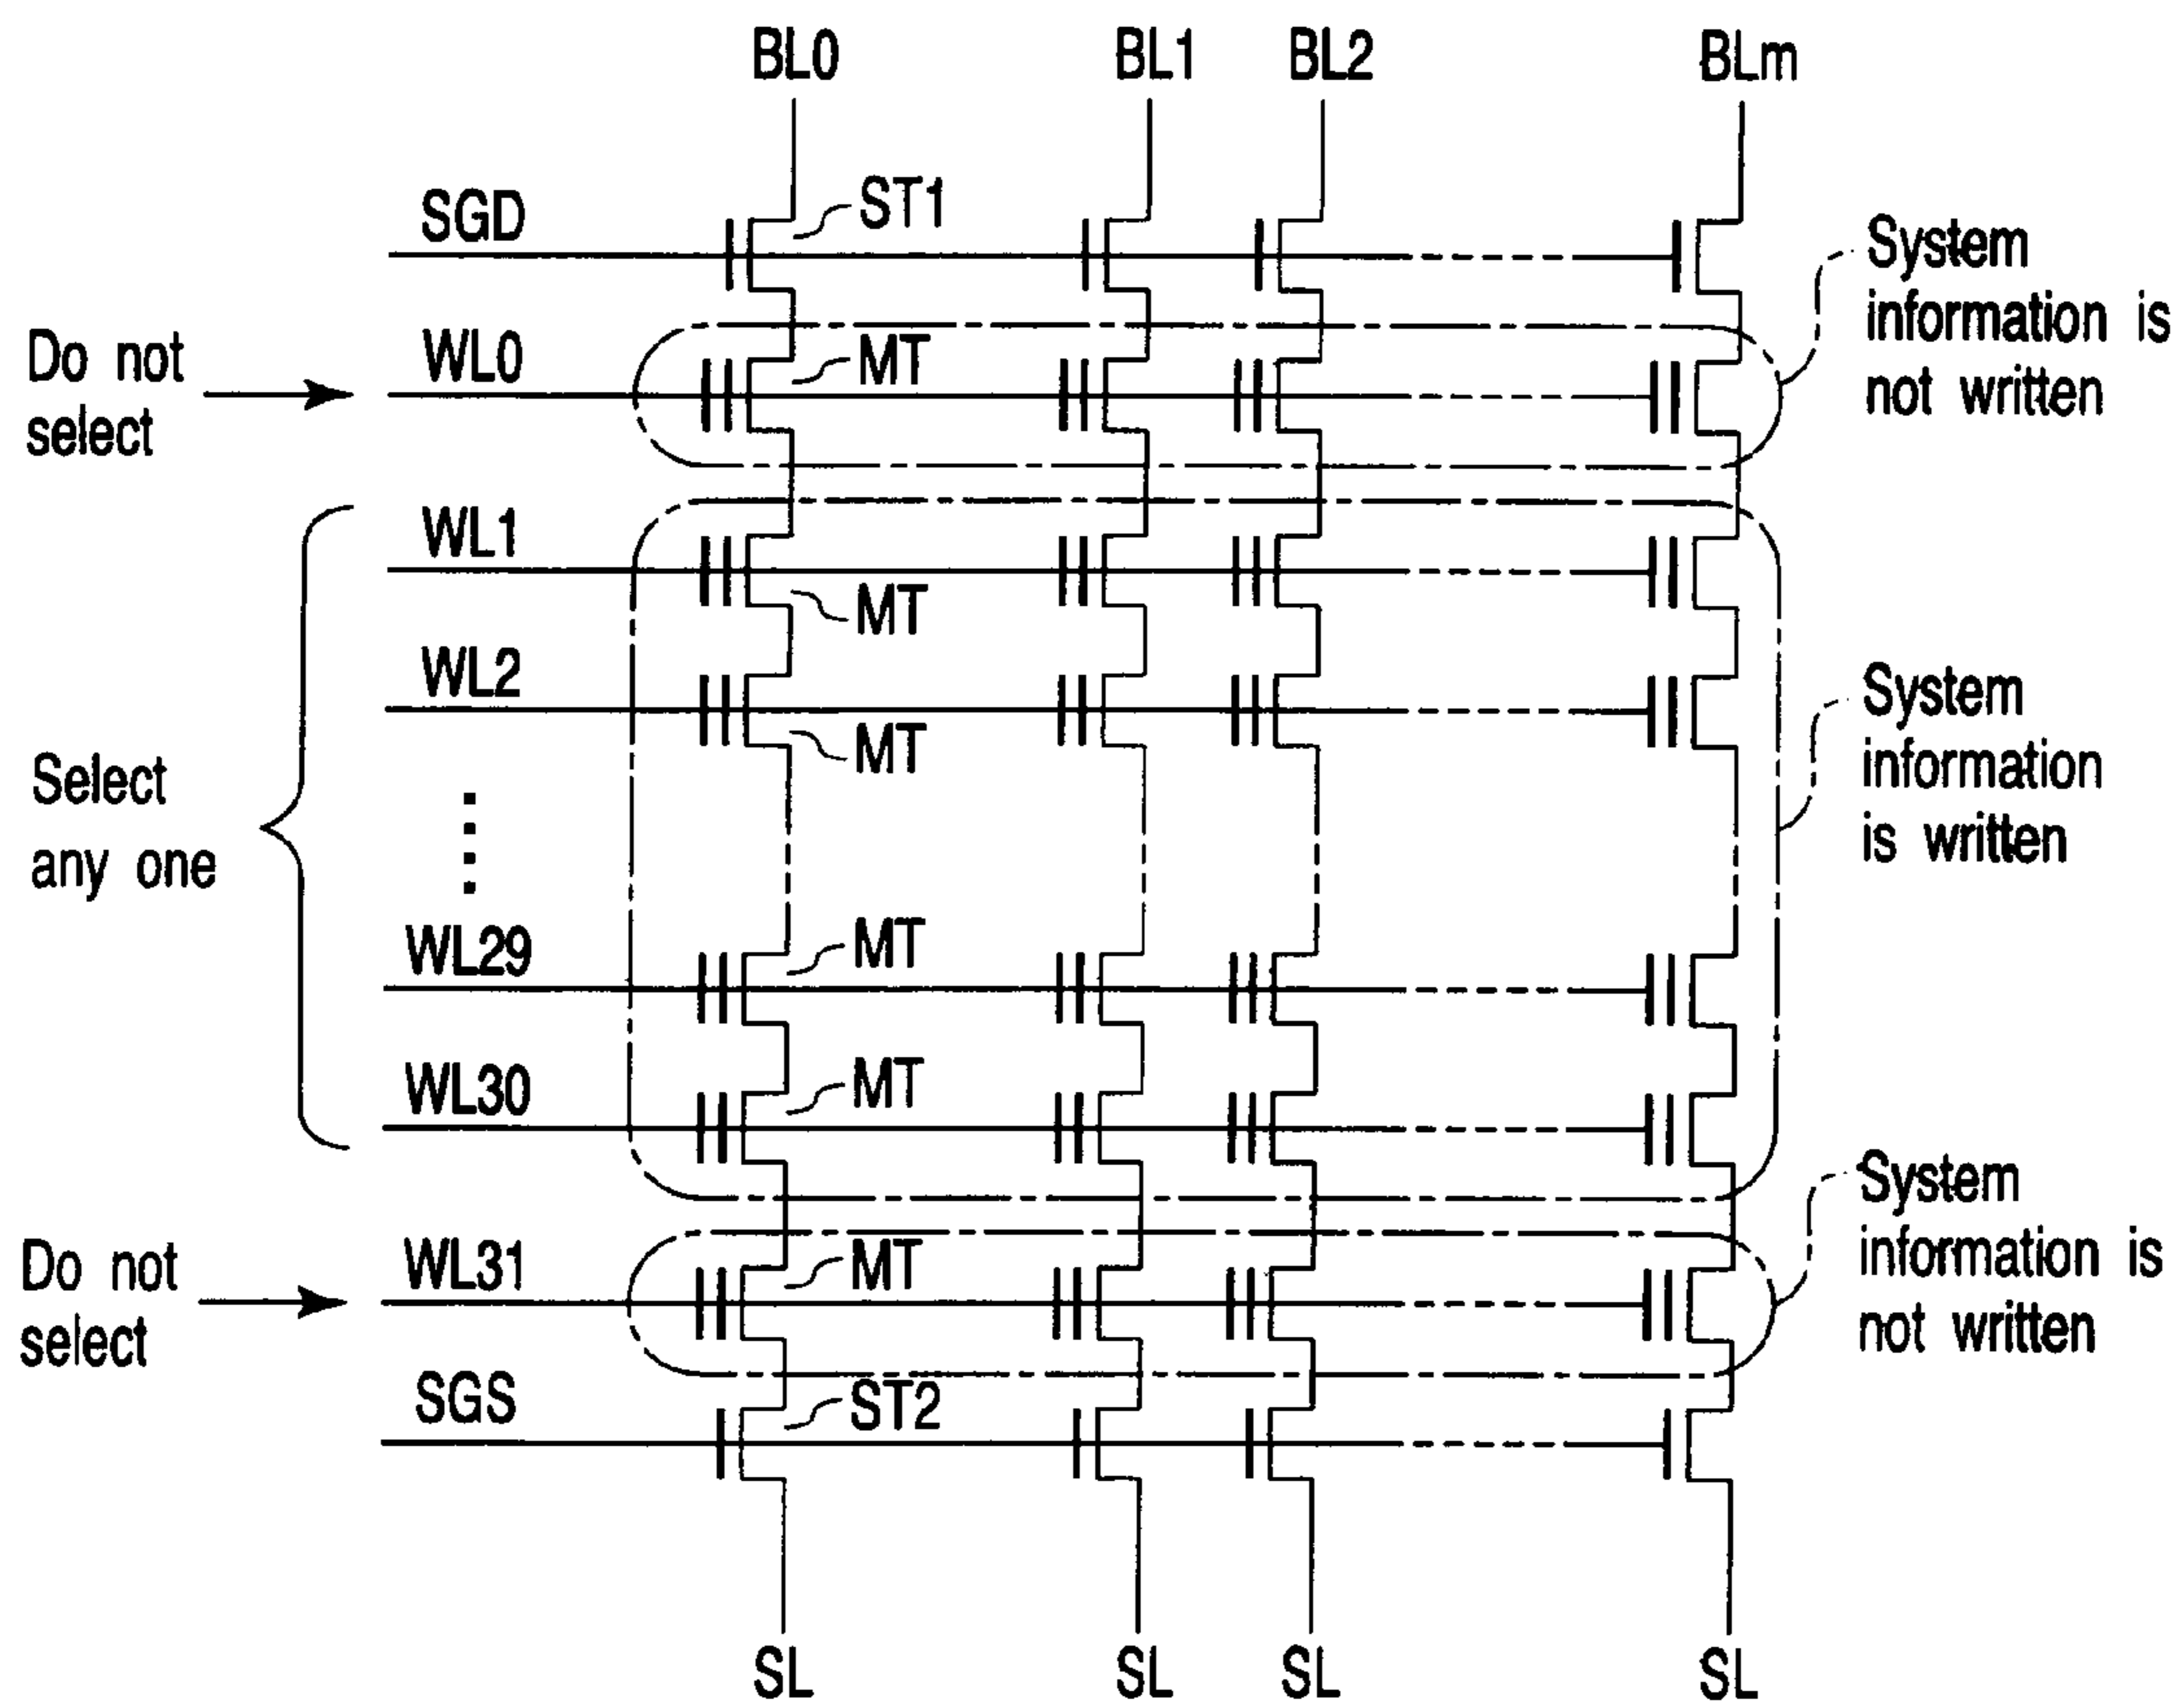 BL0 BL1 BL2 BLm
SGD ST1
System
information is
not written
Do not
select
WL0 MT
WL1
MT
WL2
MT
Select
any one
System
information
is written
WL29 MT
WL30 MT
Do not
select
WL31 MT
System
information is
not written
SGS ST2
SL SL SL SL